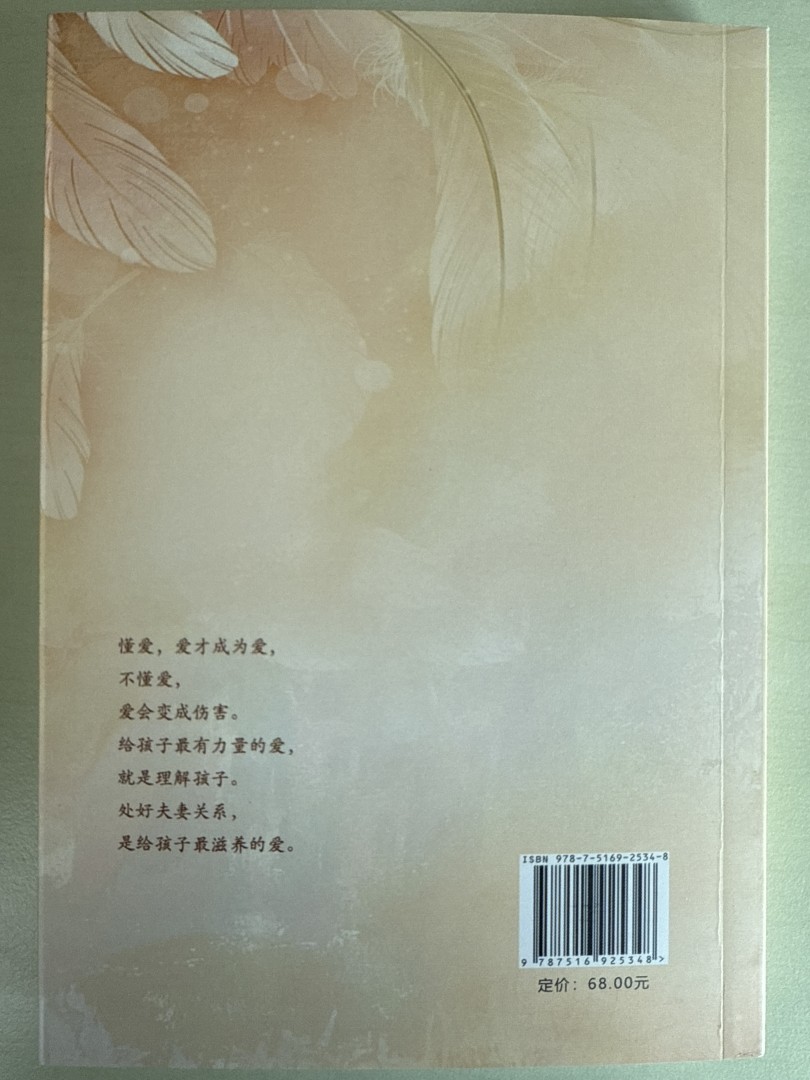 懂爱，爱才成为爱，
不懂爱，
爱会变成伤害。
给孩子最有力量的爱，
就是理解孩子。
处好夫妻关系，
是给孩子最滋养的爱。
ISBN 978-7-5169-2534-8
9 787516 925348 >
定价：68.00元